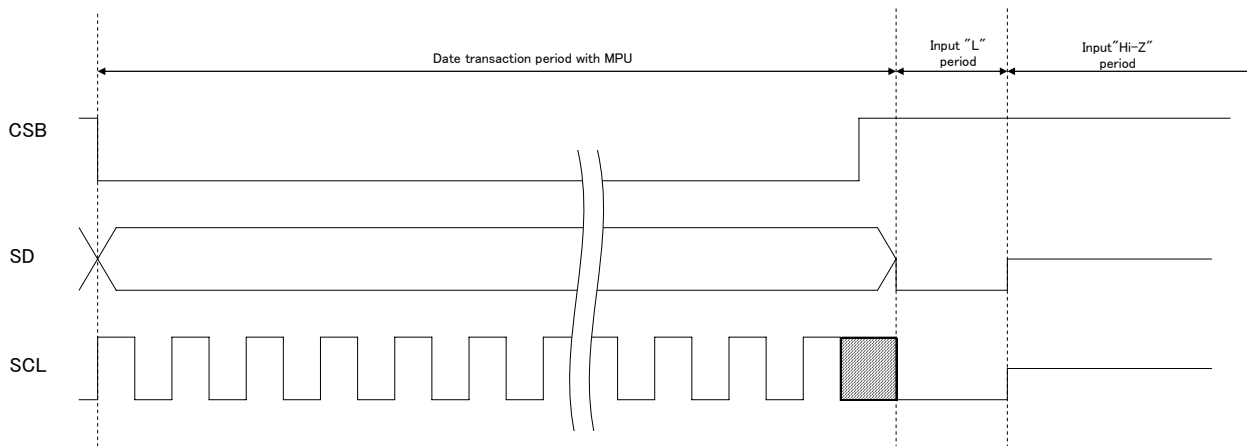 Date transaction period with MPU
Input "L"
period
Input"Hi-Z"
period
CSB
SD
SCL